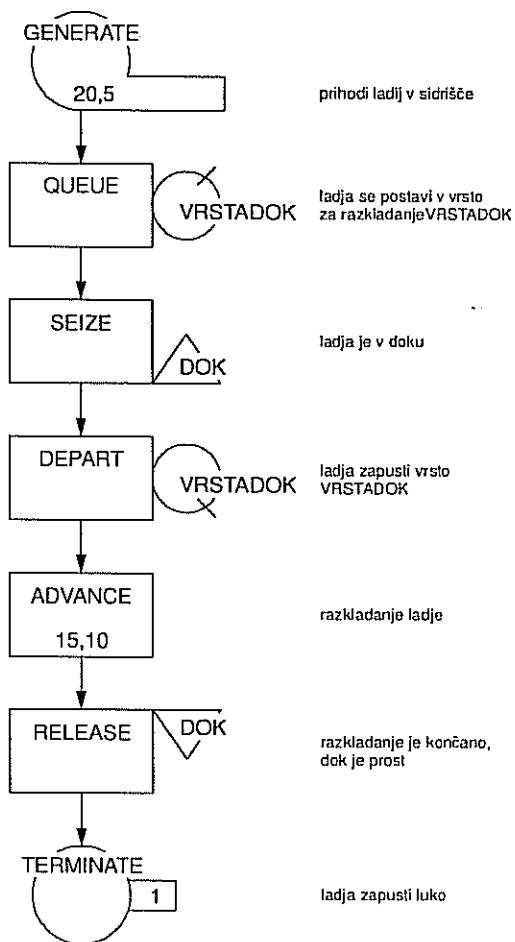 GENERATE
20,5
prihodi ladij v sidrišče
QUEUE
VRSTADOK
ladja se postavi v vrsto
za razkladanjeVRSTADOK
SEIZE
DOK
ladja je v doku
DEPART
VRSTADOK
ladja zapusti vrsto
VRSTADOK
ADVANCE
15,10
razkladanje ladje
RELEASE
DOK
razkladanje je končano,
dok je prost
TERMINATE
1
ladja zapusti luko